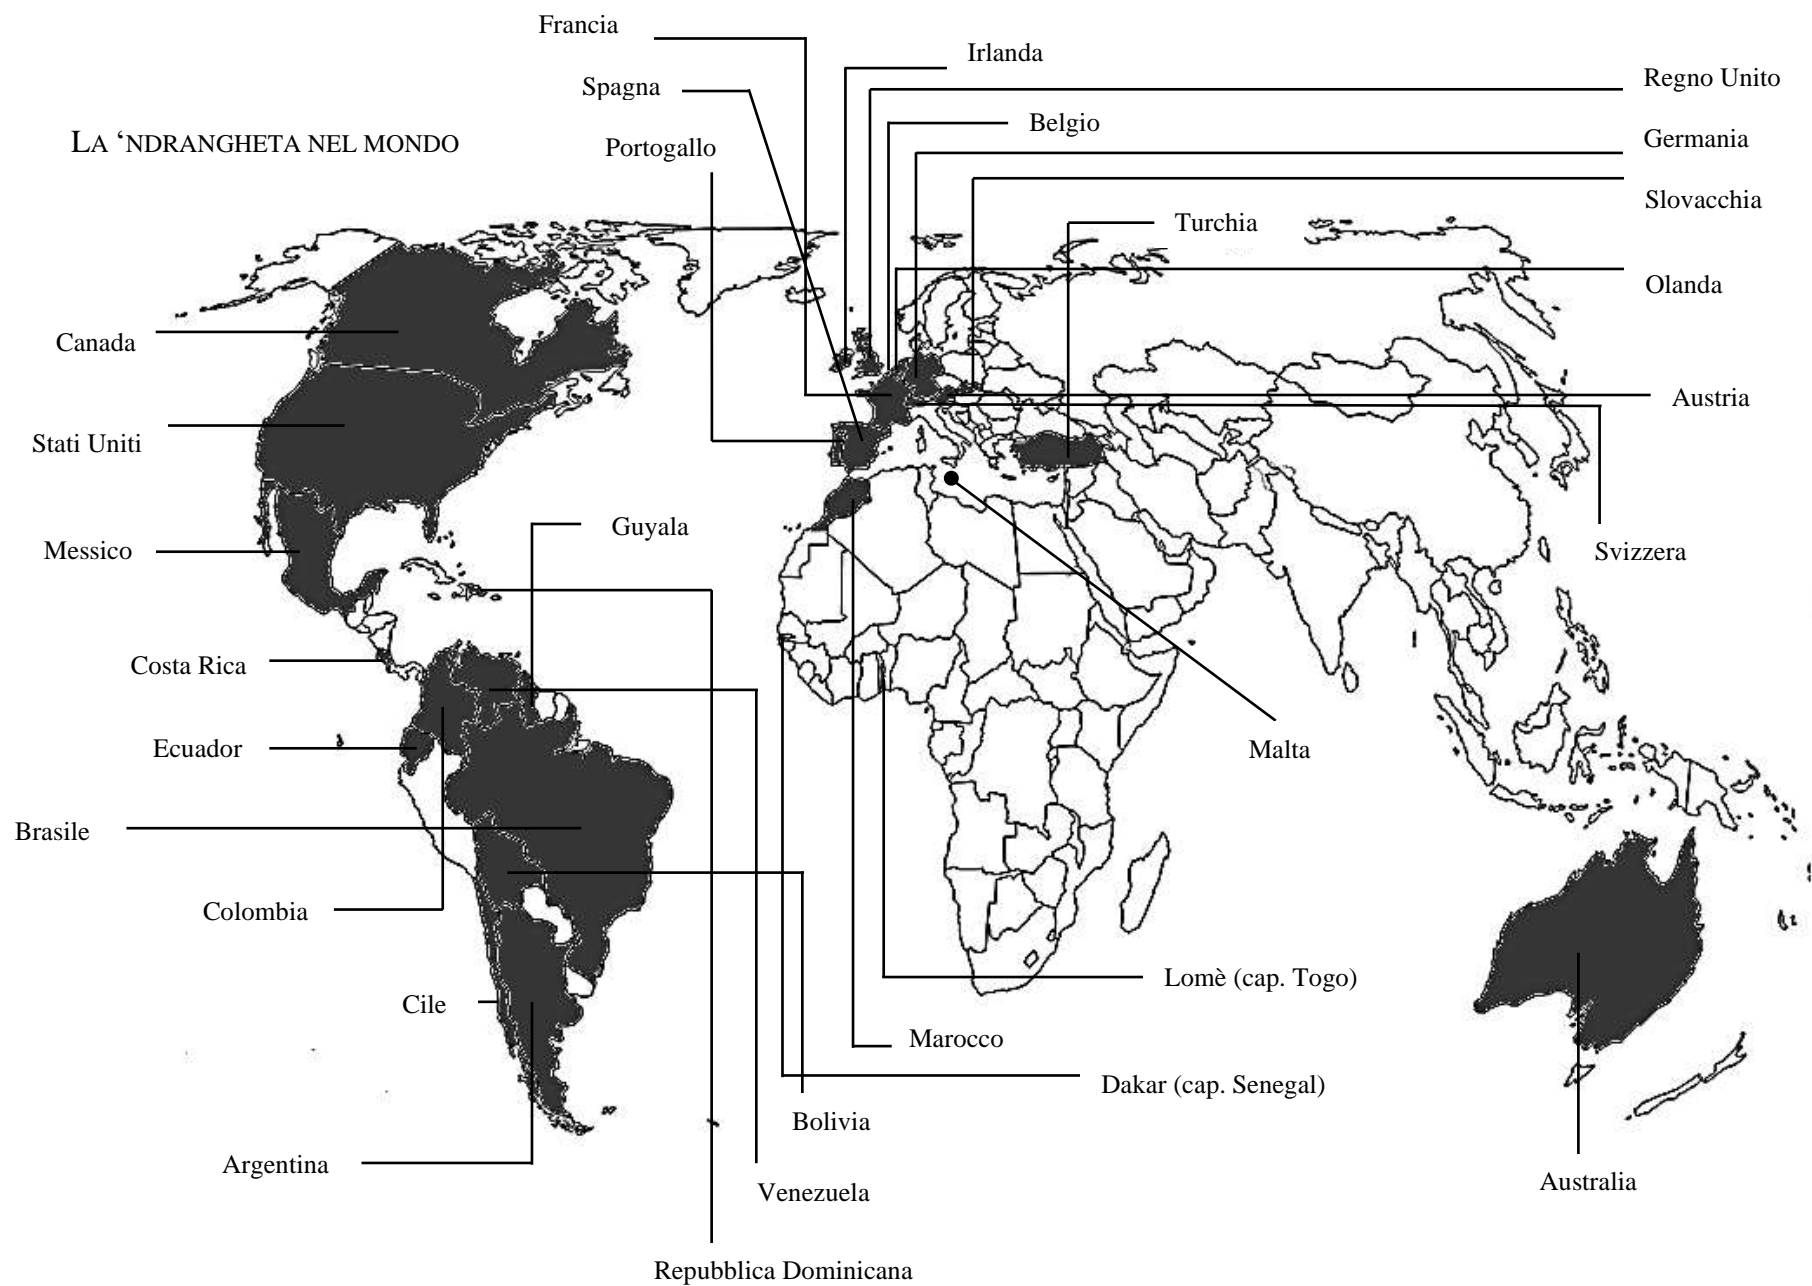 Francia
Irlanda
Regno Unito
Spagna
Belgio
Germania
LA ‘NDRANGHETA NEL MONDO
Portogallo
Slovacchia
Turchia
Olanda
Canada
Austria
Stati Uniti
Guyala
Messico
Svizzera
Costa Rica
Ecuador
Malta
Brasile
Colombia
Lomè (cap. Togo)
Cile
Marocco
Dakar (cap. Senegal)
Bolivia
Argentina
Australia
Venezuela
Repubblica Dominicana